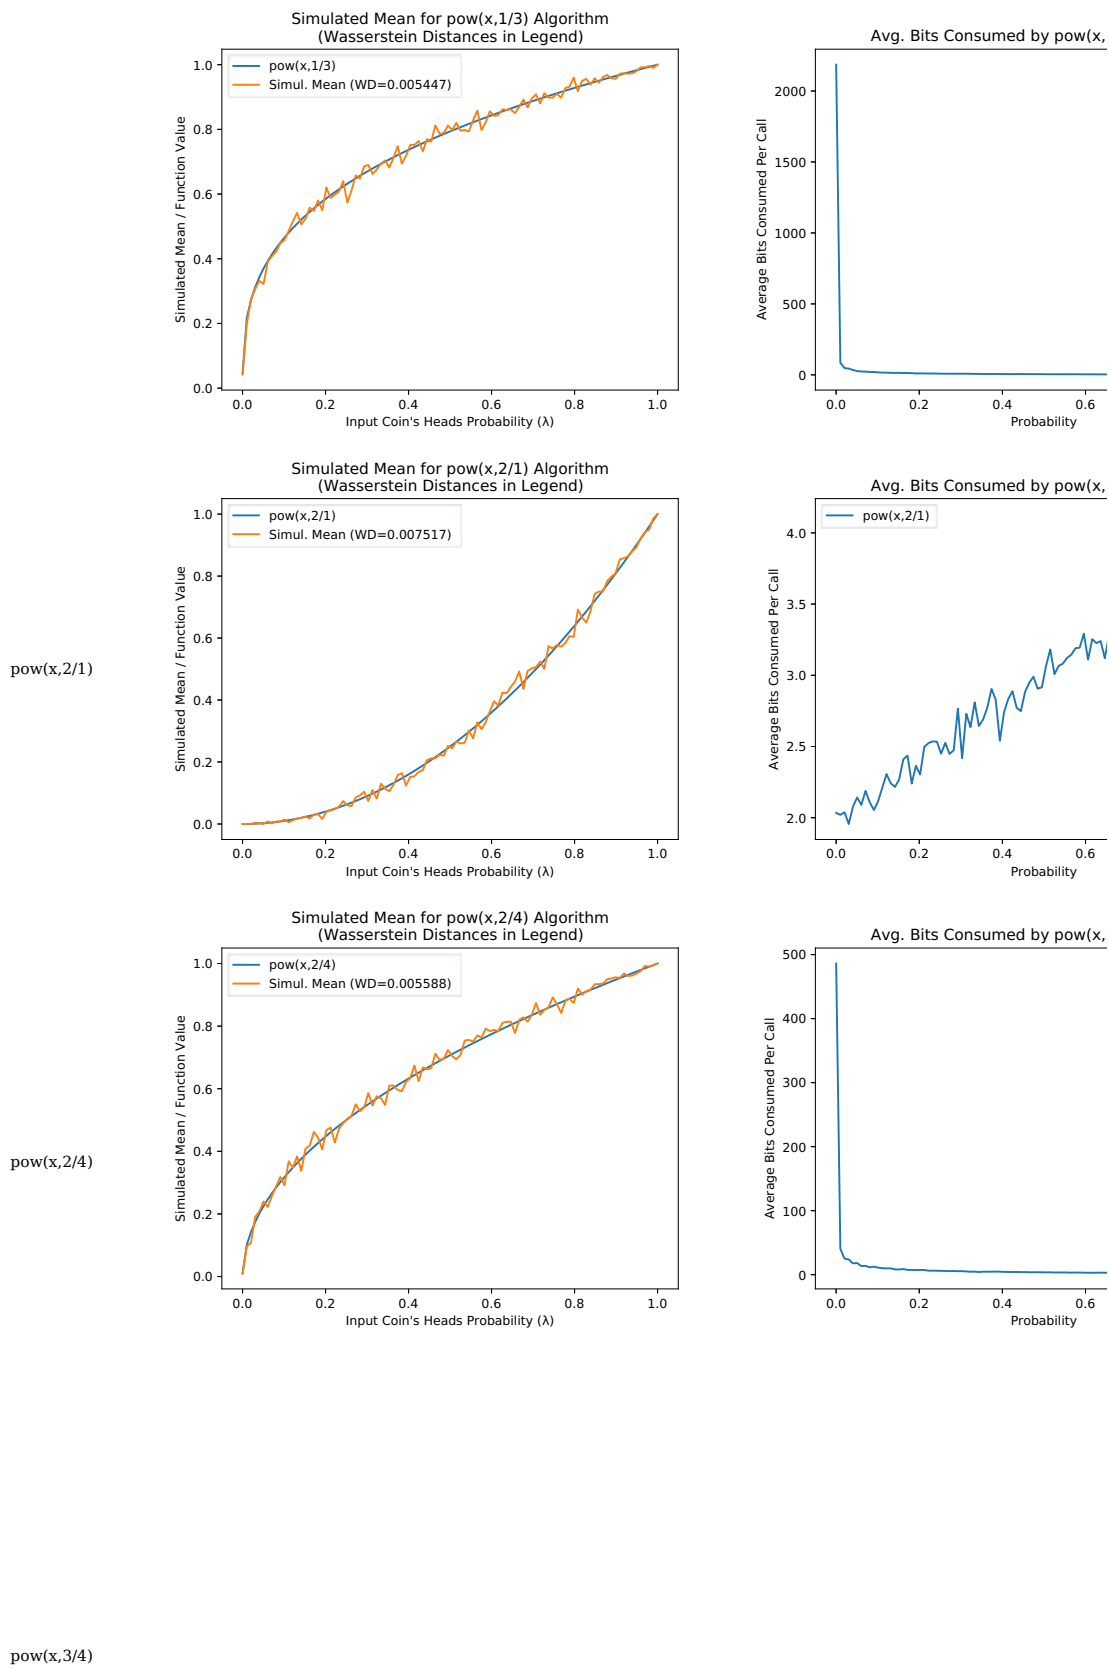 Simulated Mean for pow(x,1/3) Algorithm
(Wasserstein Distances in Legend)
pow(x,1/3)
Simul. Mean (WD=0.005447)
Simulated Mean / Function Value
1.0
0.8
0.6
0.4
0.2
0.0
0.0 0.2 0.4 0.6 0.8 1.0
Input Coin's Heads Probability (λ)
Avg. Bits Consumed by pow(x,
Average Bits Consumed Per Call
2000
1500
1000
500
0
0.0 0.2 0.4 0.6
Probability
pow(x,2/1)
Simulated Mean for pow(x,2/1) Algorithm
(Wasserstein Distances in Legend)
pow(x,2/1)
Simul. Mean (WD=0.007517)
Simulated Mean / Function Value
1.0
0.8
0.6
0.4
0.2
0.0
0.0 0.2 0.4 0.6 0.8 1.0
Input Coin's Heads Probability (λ)
Avg. Bits Consumed by pow(x,
pow(x,2/1)
Average Bits Consumed Per Call
4.0
3.5
3.0
2.5
2.0
0.0 0.2 0.4 0.6
Probability
pow(x,2/4)
Simulated Mean for pow(x,2/4) Algorithm
(Wasserstein Distances in Legend)
pow(x,2/4)
Simul. Mean (WD=0.005588)
Simulated Mean / Function Value
1.0
0.8
0.6
0.4
0.2
0.0
0.0 0.2 0.4 0.6 0.8 1.0
Input Coin's Heads Probability (λ)
Avg. Bits Consumed by pow(x,
Average Bits Consumed Per Call
500
400
300
200
100
0
0.0 0.2 0.4 0.6
Probability
pow(x,3/4)